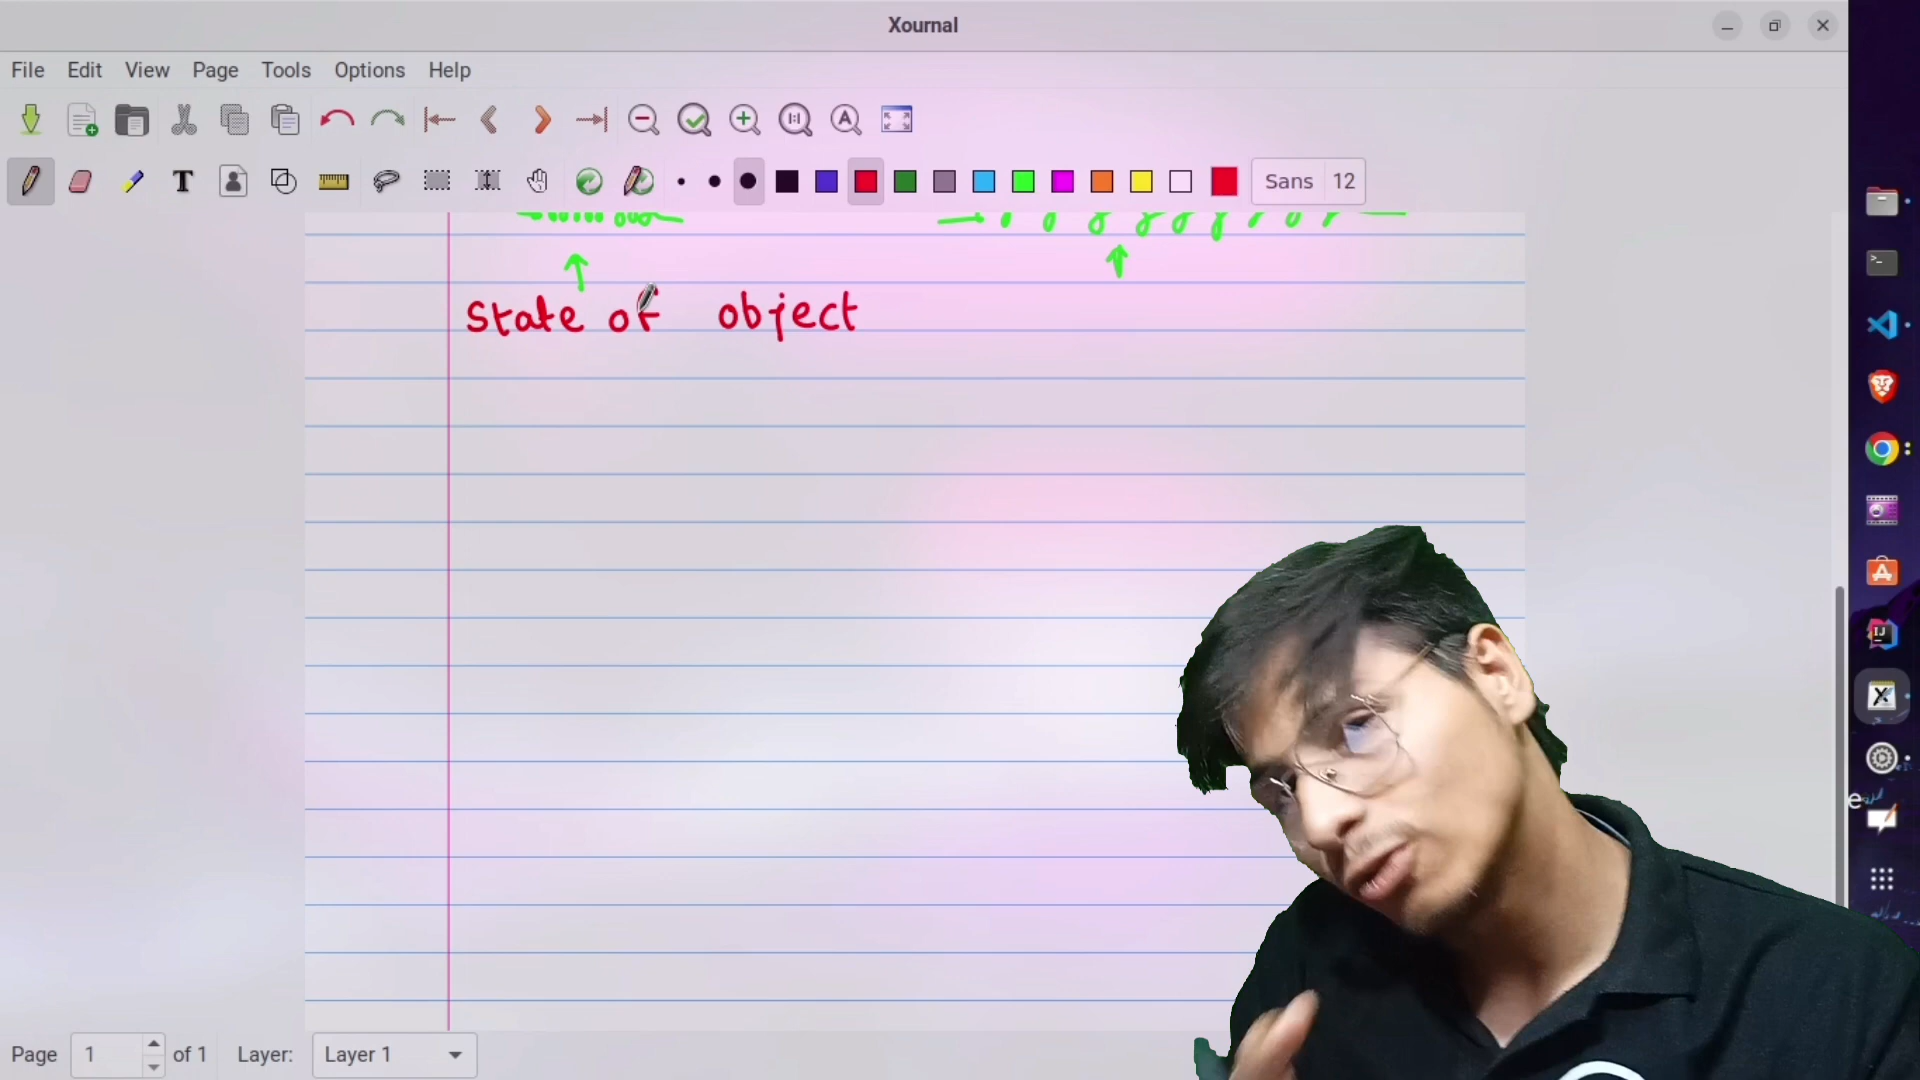 Xournal
File Edit View Page Tools Options Help
T Sans 12
State of object
Page 1 of 1 Layer: Layer 1